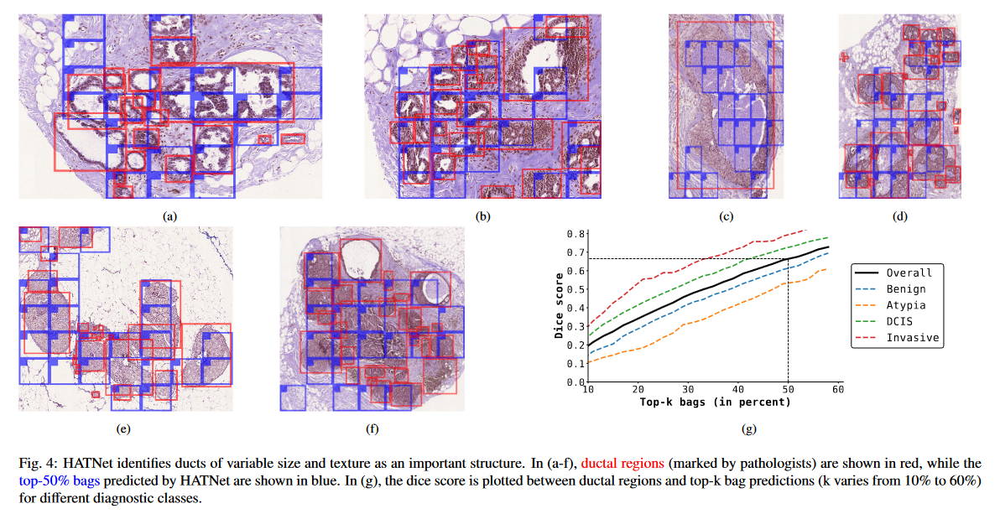 (a)
(b)
(c)
(d)
(e)
(f)
0.8
0.7
0.6
0.5
0.4
0.3
0.2
0.1
0.0
Dice score
10
20
30
40
50
60
Top-k bags (in percent)
Overall
Benign
Atypia
DCIS
Invasive
(g)
Fig. 4: HATNet identifies ducts of variable size and texture as an important structure. In (a-f), ductal regions (marked by pathologists) are shown in red, while the
top-50% bags predicted by HATNet are shown in blue. In (g), the dice score is plotted between ductal regions and top-k bag predictions (k varies from 10% to 60%)
for different diagnostic classes.